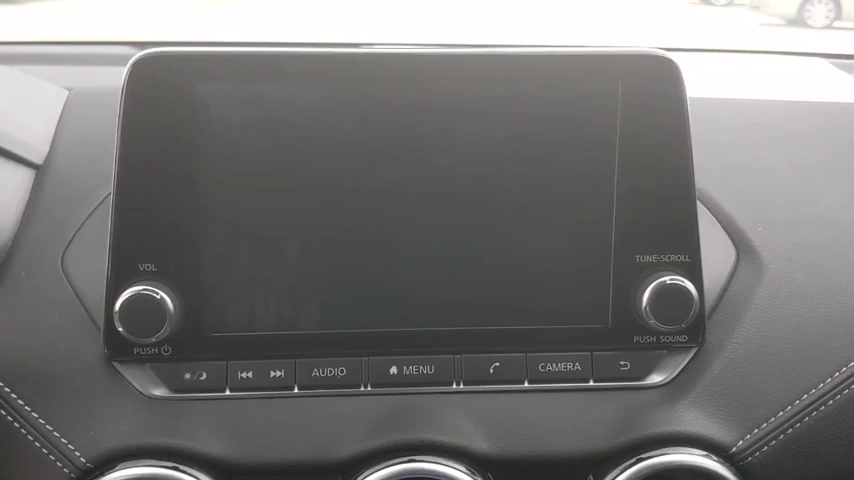 VOL
TUNE·SCROLL
PUSH
PUSH SOUND
AUDIO
MENU
CAMERA